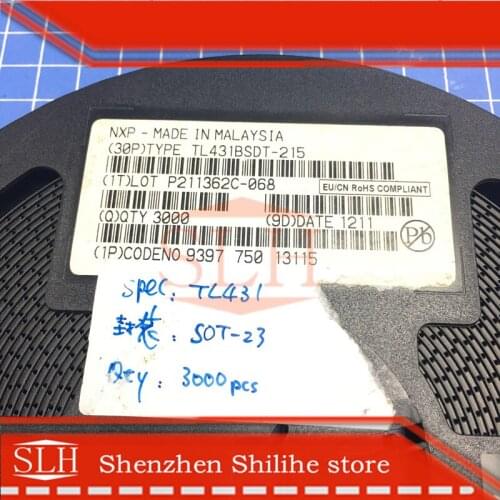 SLH
NXP - MADE IN MALAYSIA
(30P)TYPE TL431BSDT-215
(1T)LOT P211362C-068
EU/CN RoHS COMPLIANT
(Q)QTY 3000 (9D)DATE 1211
Pb
(1P)CODENO 9397 750 13115
SLH
Spec: TL431
封装: SOT-23
Qty: 3000pcs
SLH Shenzhen Shilihe store